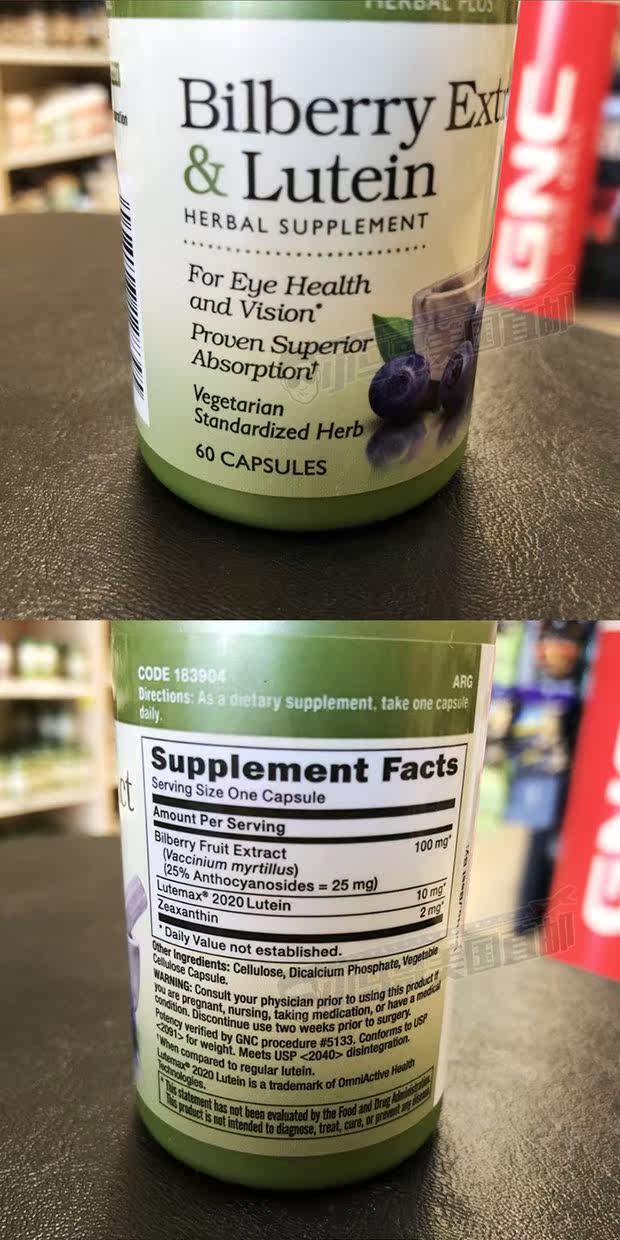 HERBAL PLUS
Bilberry Ext
& Lutein
HERBAL SUPPLEMENT
For Eye Health
and Vision*
Proven Superior
Absorption†
Vegetarian
Standardized Herb
60 CAPSULES
GNC
CODE 183904
ARG
Directions: As a dietary supplement, take one capsule
daily.
ct
Supplement Facts
Serving Size One Capsule
Amount Per Serving
Bilberry Fruit Extract 100 mg*
(Vaccinium myrtillus)
(25% Anthocyanosides = 25 mg)
Lutemax® 2020 Lutein 10 mg*
Zeaxanthin 2 mg*
* Daily Value not established.
Other Ingredients: Cellulose, Dicalcium Phosphate, Vegetable
Cellulose Capsule.
WARNING: Consult your physician prior to using this product if
you are pregnant, nursing, taking medication, or have a medical
condition. Discontinue use two weeks prior to surgery.
Potency verified by GNC procedure #5133. Conforms to USP
<2091> for weight. Meets USP <2040> disintegration.
†When compared to regular lutein.
Lutemax® 2020 Lutein is a trademark of OmniActive Health
Technologies.
* This statement has not been evaluated by the Food and Drug Administration.
This product is not intended to diagnose, treat, cure, or prevent any disease.